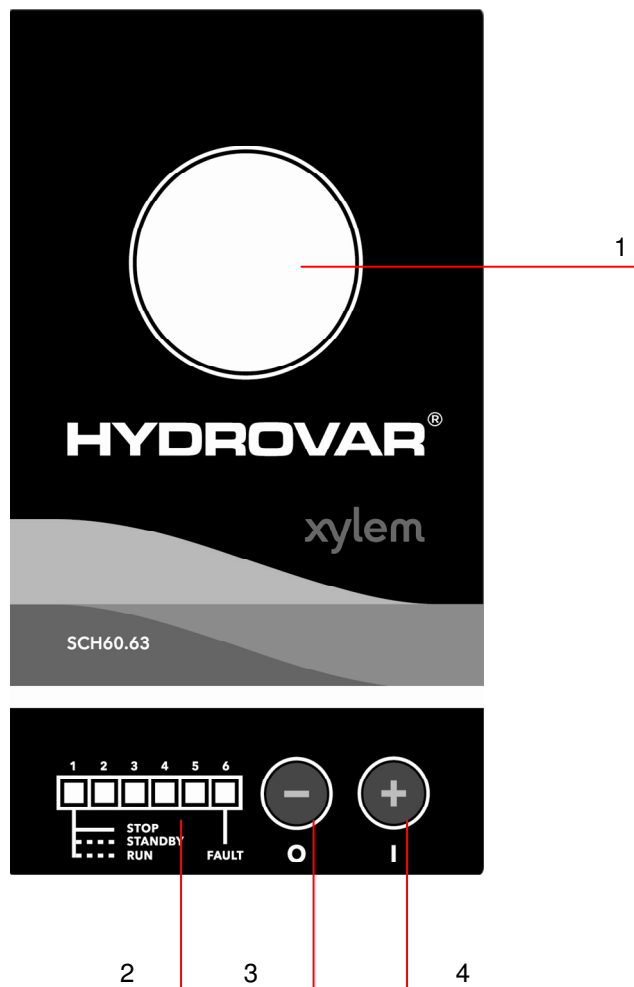 1
HYDROVAR®
xylem
SCH60.63
1 2 3 4 5 6
STOP
STANDBY
RUN
FAULT
O
I
2 3 4